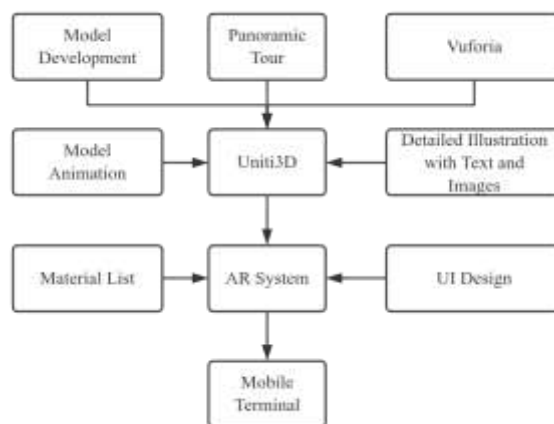 Model
Development
Panoramic
Tour
Vuforia
Model
Animation
Uniti3D
Detailed Illustration
with Text and
Images
Material List
AR System
UI Design
Mobile
Terminal